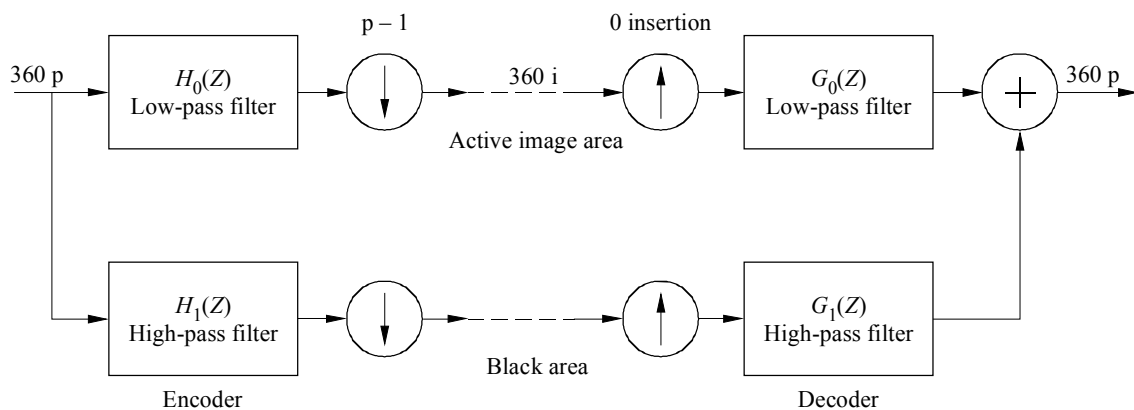 p – 1
0 insertion
360 p
H0(Z)
Low-pass filter
360 i
G0(Z)
Low-pass filter
360 p
Active image area
H1(Z)
High-pass filter
G1(Z)
High-pass filter
Black area
Encoder
Decoder